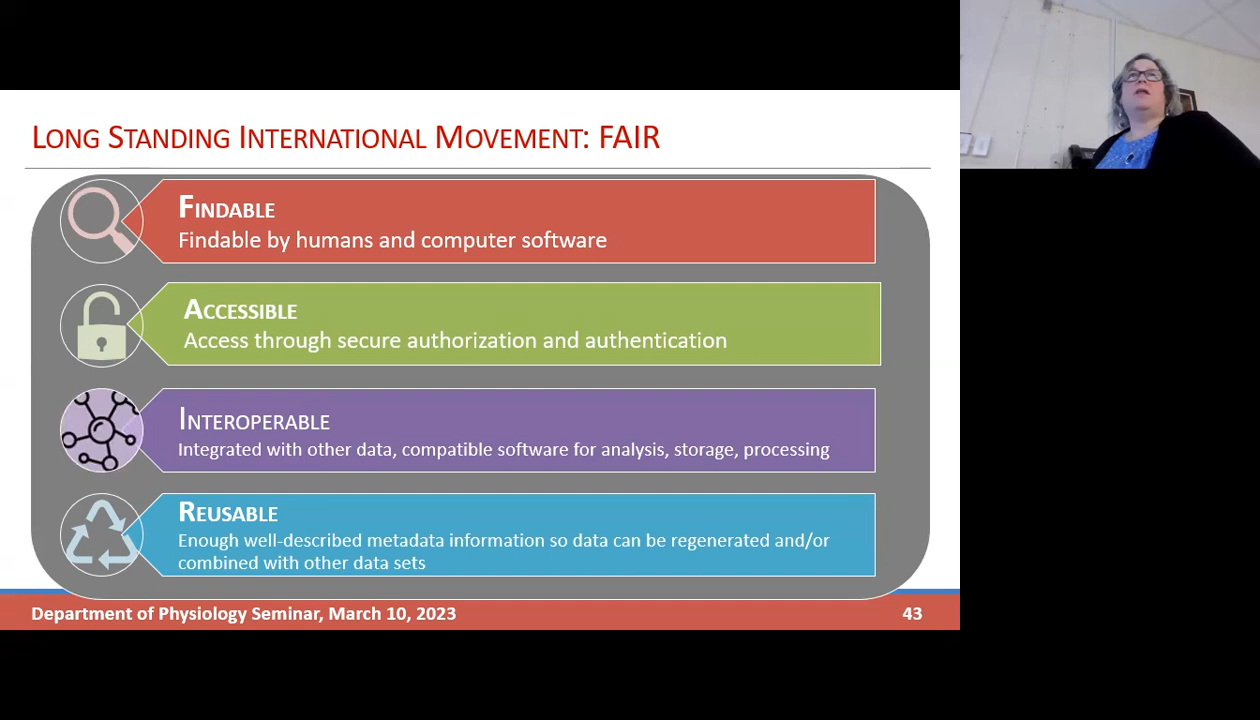 LONG STANDING INTERNATIONAL MOVEMENT: FAIR
FINDABLE
Findable by humans and computer software
ACCESSIBLE
Access through secure authorization and authentication
INTEROPERABLE
Integrated with other data, compatible software for analysis, storage, processing
REUSABLE
Enough well-described metadata information so data can be regenerated and/or
combined with other data sets
Department of Physiology Seminar, March 10, 2023
43